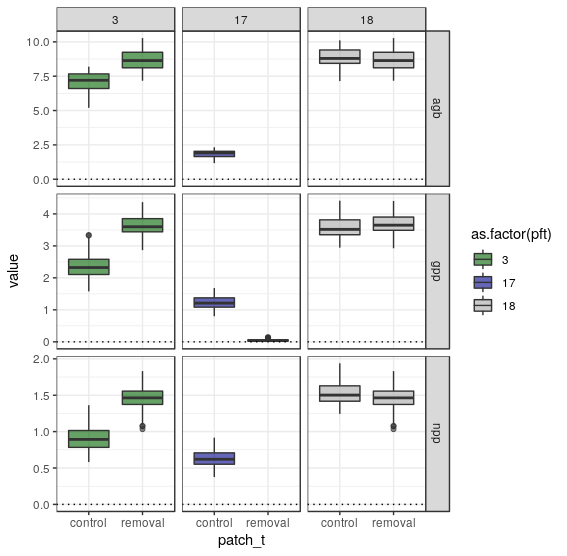 3 17 18
10.0
7.5
5.0
2.5
0.0
agb
4
3
2
1
0
gpp
2.0
1.5
1.0
0.5
0.0
npp
value
control removal control removal control removal
patch_t
as.factor(pft)
3
17
18